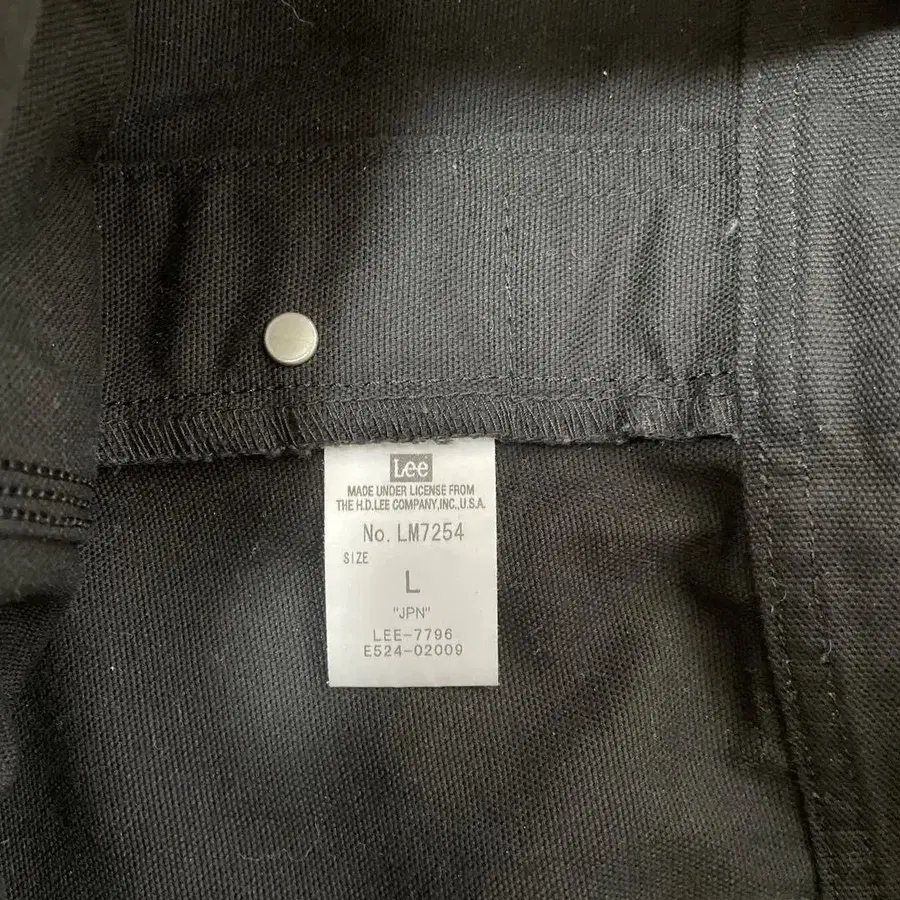 Lee
MADE UNDER LICENSE FROM
THE H.D.LEE COMPANY,INC.,U.S.A.
No. LM7254
SIZE
L
"JPN"
LEE-7796
E524-02009